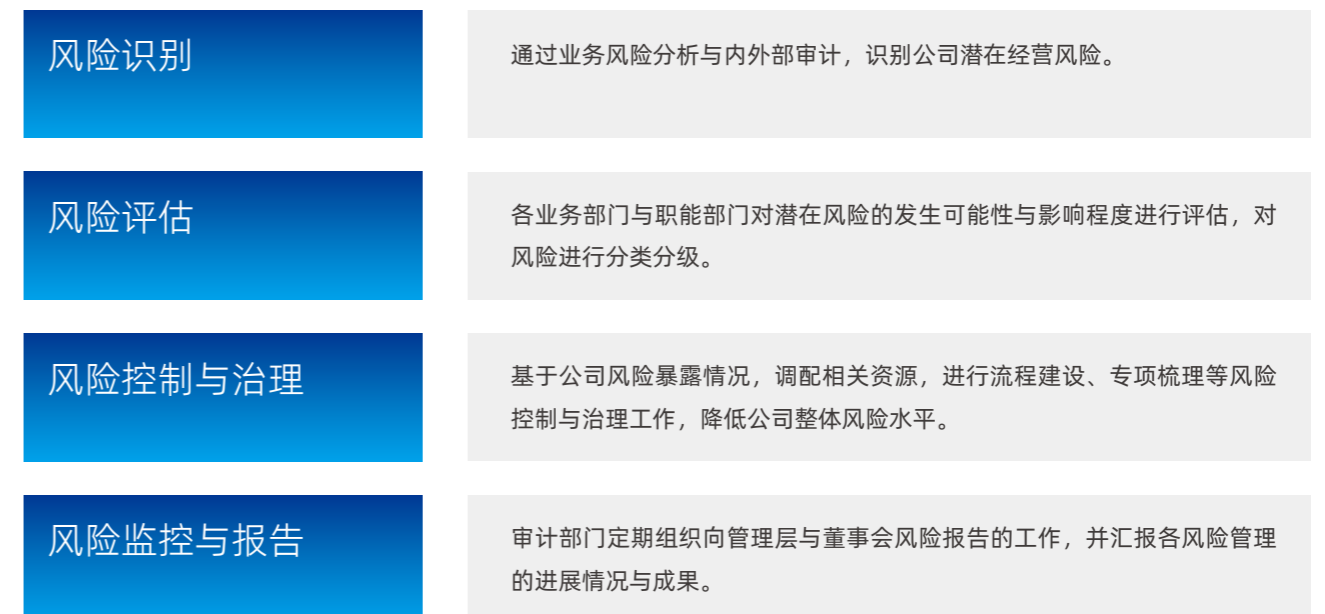 风险识别
通过业务风险分析与内外部审计，识别公司潜在经营风险。
风险评估
各业务部门与职能部门对潜在风险的发生可能性与影响程度进行评估，对
风险进行分类分级。
风险控制与治理
基于公司风险暴露情况，调配相关资源，进行流程建设、专项梳理等风险
控制与治理工作，降低公司整体风险水平。
风险监控与报告
审计部门定期组织向管理层与董事会风险报告的工作，并汇报各风险管理
的进展情况与成果。